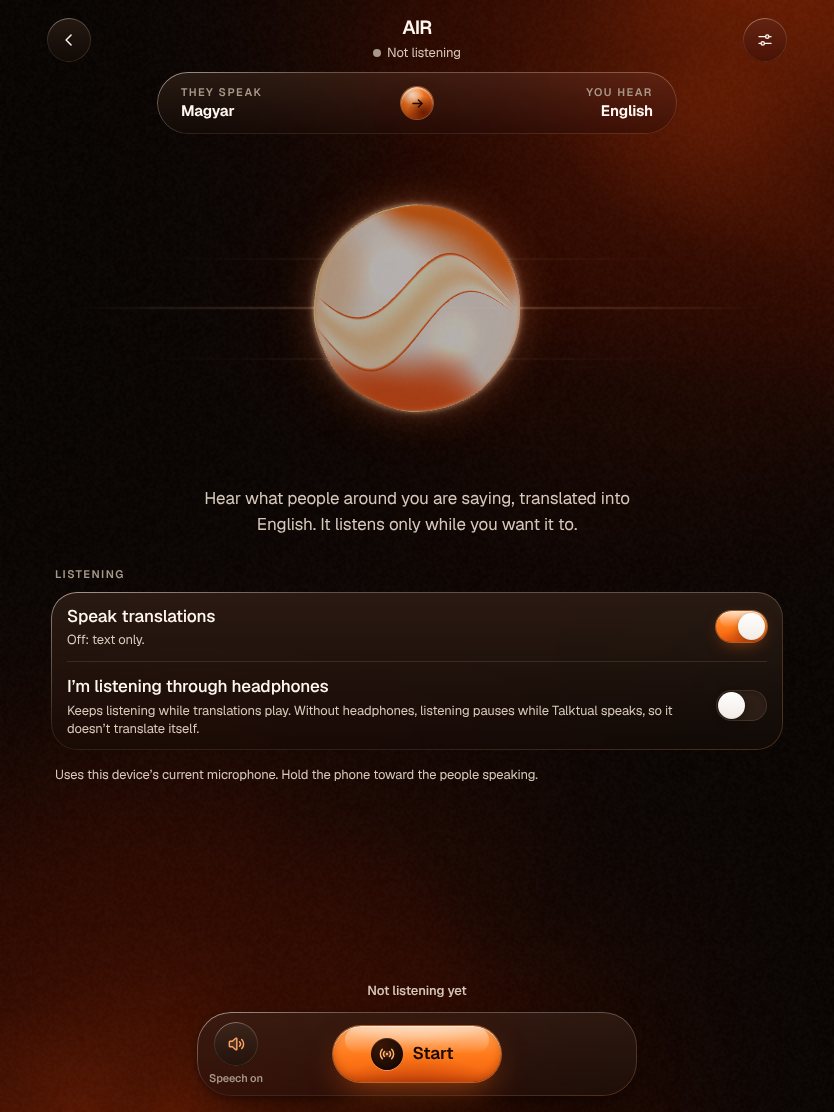 AIR
Not listening
THEY SPEAK
Magyar
YOU HEAR
English
Hear what people around you are saying, translated into
English. It listens only while you want it to.
LISTENING
Speak translations
Off: text only.
I’m listening through headphones
Keeps listening while translations play. Without headphones, listening pauses while Talktual speaks, so it
doesn’t translate itself.
Uses this device’s current microphone. Hold the phone toward the people speaking.
Not listening yet
Speech on
Start